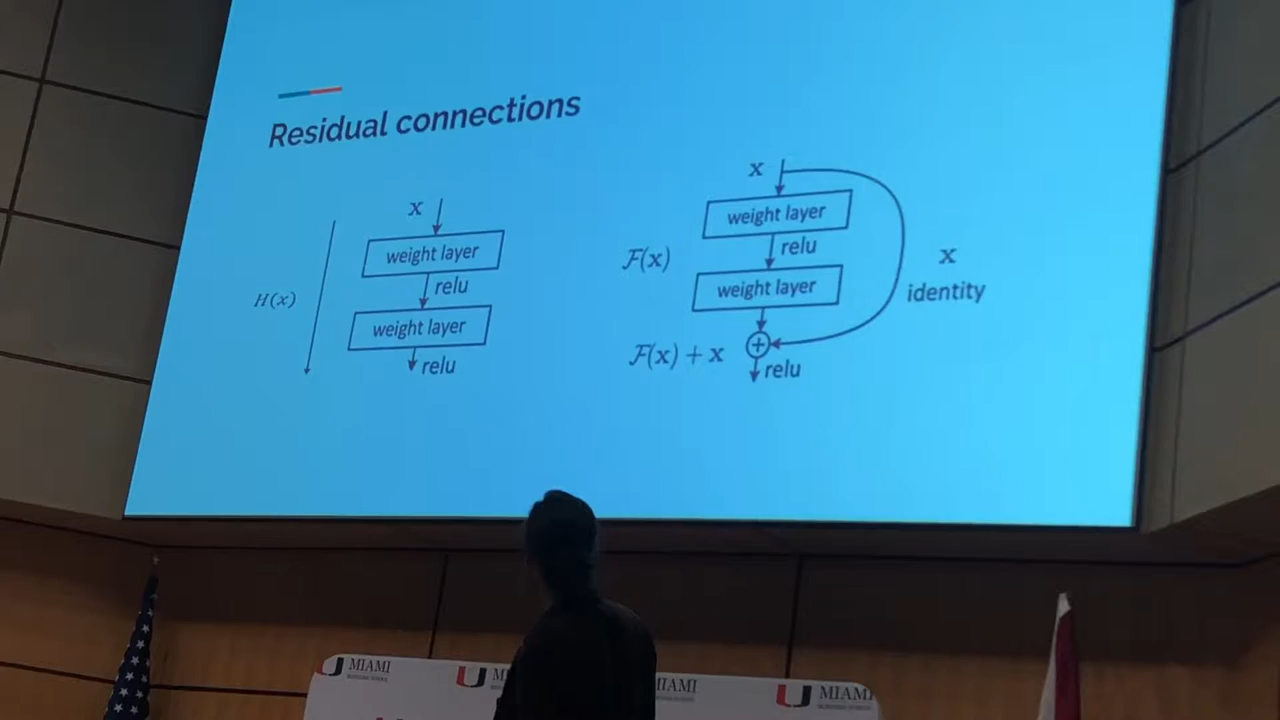 Residual connections
x
weight layer
relu
H(x)
weight layer
relu
x
weight layer
relu
F(x)
x
identity
weight layer
F(x) + x
+
relu
MIAMI
MIAMI
MIAMI